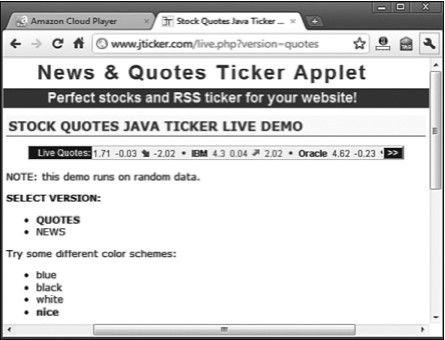 Amazon Cloud Player
Stock Quotes Java Ticker ...
www.jticker.com/live.php?version=quotes
News & Quotes Ticker Applet
Perfect stocks and RSS ticker for your website!
STOCK QUOTES JAVA TICKER LIVE DEMO
Live Quotes: 1.71 -0.03 -2.02 • IBM 4.3 0.04 2.02 • Oracle 4.62 -0.23 >>
NOTE: this demo runs on random data.
SELECT VERSION:
• QUOTES
• NEWS
Try some different color schemes:
• blue
• black
• white
• nice